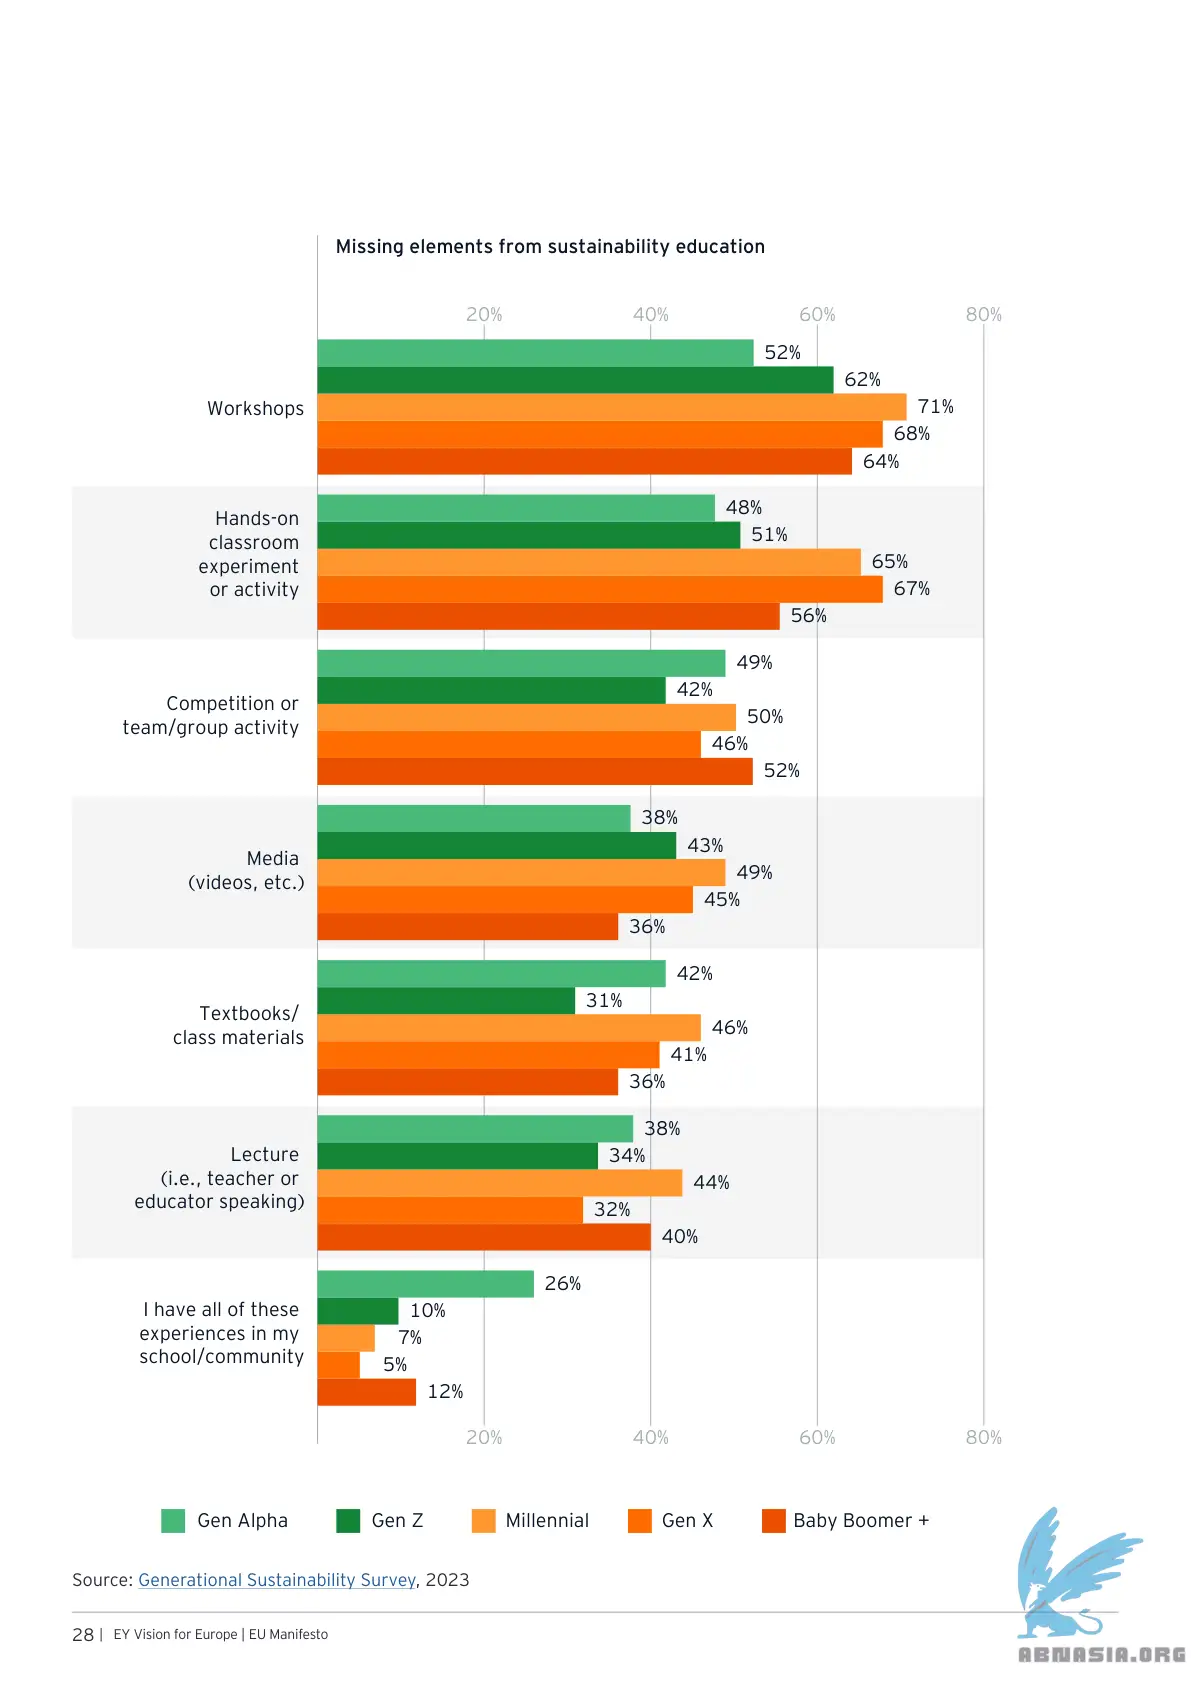 Missing elements from sustainability education
20% 40% 60% 80%
52%
62%
Workshops 71%
68%
64%
Hands-on
classroom
experiment
or activity
48%
51%
65%
67%
56%
Competition or
team/group activity
49%
42%
50%
46%
52%
Media
(videos, etc.)
38%
43%
49%
45%
36%
Textbooks/
class materials
42%
31%
46%
41%
36%
Lecture
(i.e., teacher or
educator speaking)
38%
34%
44%
32%
40%
I have all of these
experiences in my
school/community
26%
10%
7%
5%
12%
20% 40% 60% 80%
Gen Alpha Gen Z Millennial Gen X Baby Boomer +
Source: Generational Sustainability Survey, 2023
28 | EY Vision for Europe | EU Manifesto
ABNASIA.ORG